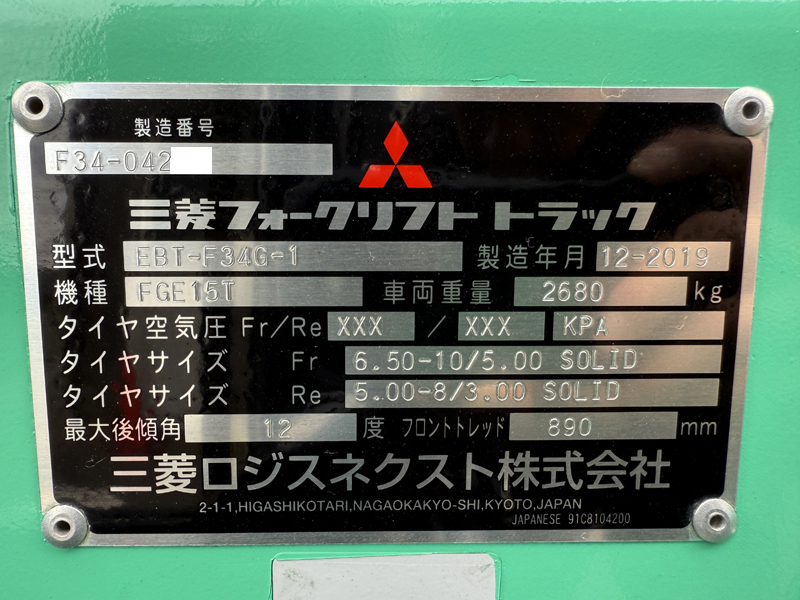 製造番号
F34-042
三菱フォークリフト トラック
型式 EBT-F34G-1 製造年月 12-2019
機種 FGE15T 車両重量 2680 kg
タイヤ空気圧 Fr/Re XXX / XXX KPA
タイヤサイズ Fr 6.50-10/5.00 SOLID
タイヤサイズ Re 5.00-8/3.00 SOLID
最大後傾角 12 度 フロントトレッド 890 mm
三菱ロジスネクスト株式会社
2-1-1,HIGASHIKOTARI,NAGAOKAKYO-SHI,KYOTO,JAPAN
JAPANESE 91C8104200